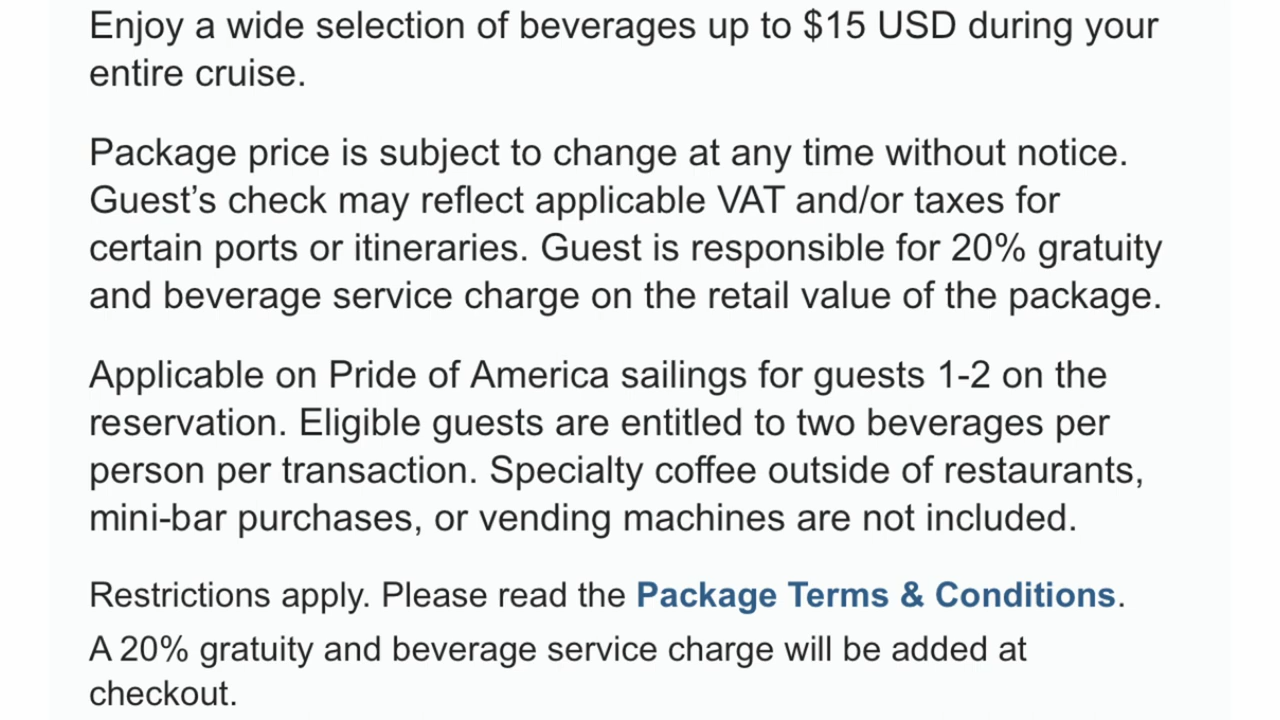 Enjoy a wide selection of beverages up to $15 USD during your
entire cruise.
Package price is subject to change at any time without notice.
Guest’s check may reflect applicable VAT and/or taxes for
certain ports or itineraries. Guest is responsible for 20% gratuity
and beverage service charge on the retail value of the package.
Applicable on Pride of America sailings for guests 1-2 on the
reservation. Eligible guests are entitled to two beverages per
person per transaction. Specialty coffee outside of restaurants,
mini-bar purchases, or vending machines are not included.
Restrictions apply. Please read the Package Terms & Conditions.
A 20% gratuity and beverage service charge will be added at
checkout.